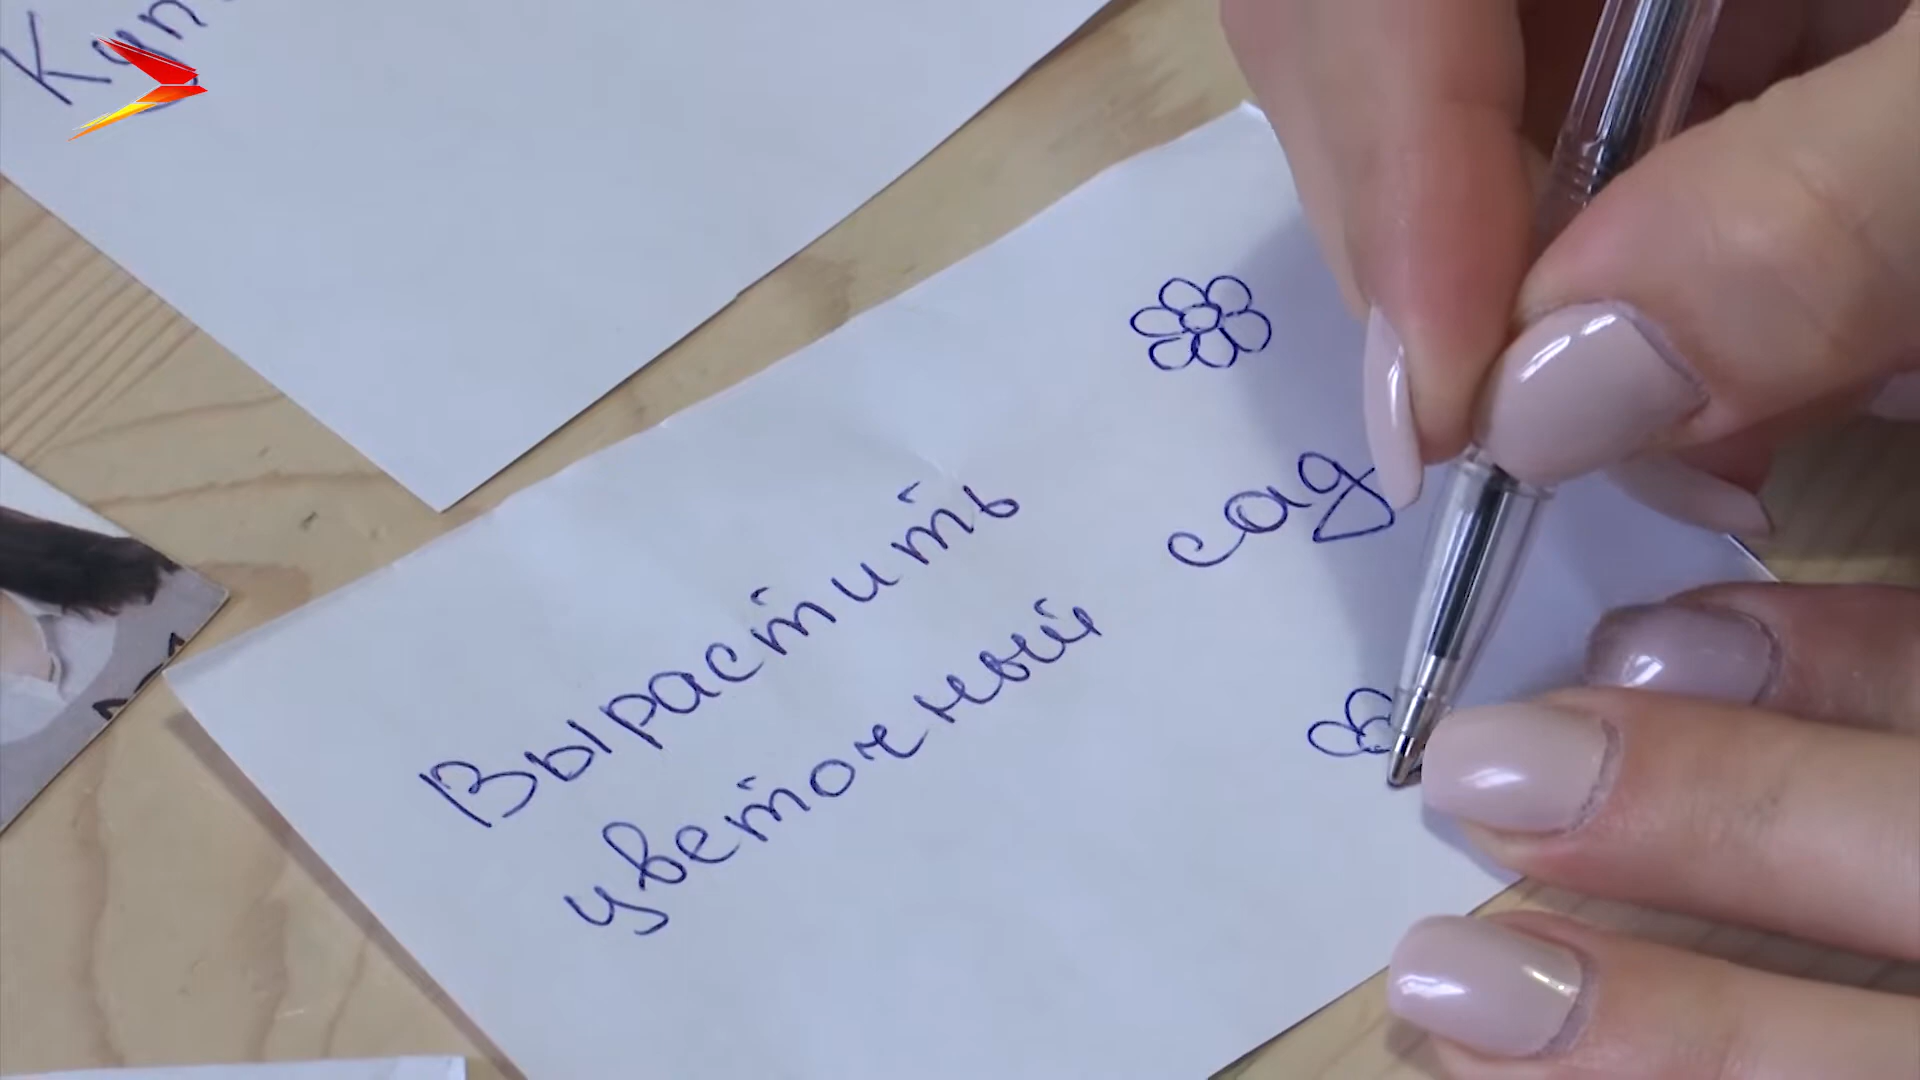 Вырастить
цветочный сад